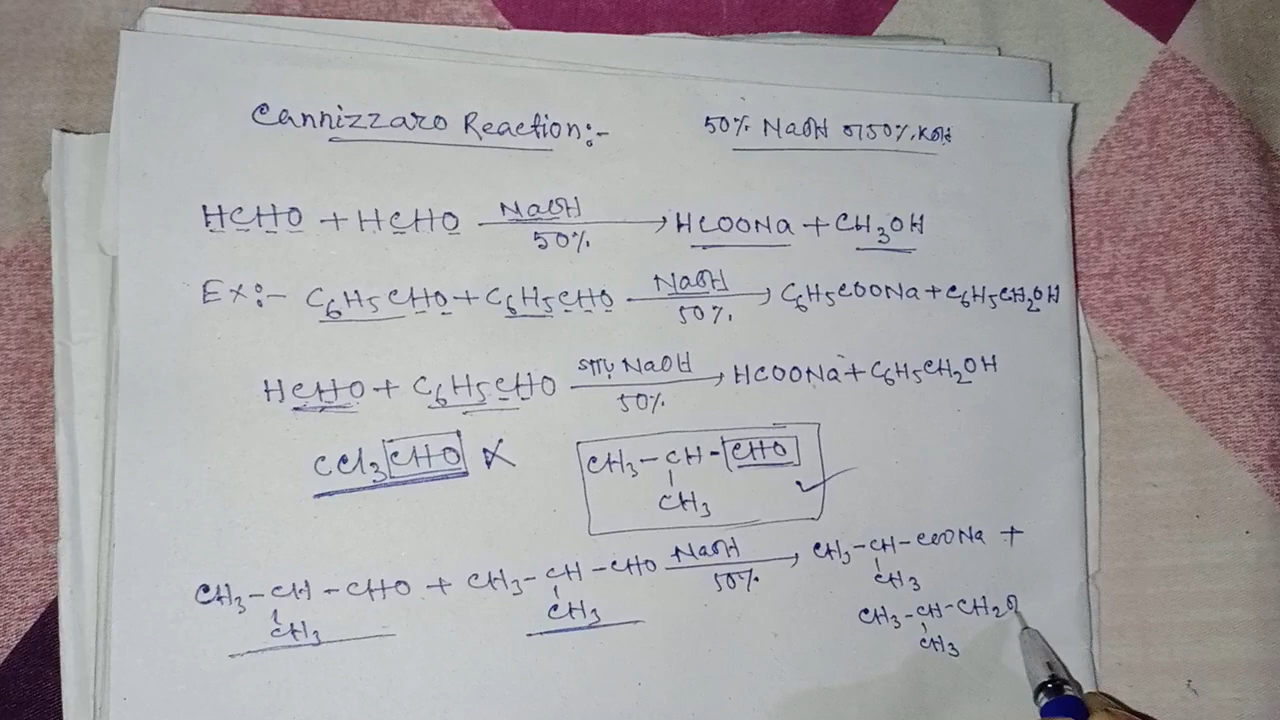 Cannizzaro Reaction:- 50% NaOH or 50% KOH
HCHO + HCHO NaOH 50% → HCOONa + CH3OH
Ex:- C6H5CHO + C6H5CHO NaOH 50% → C6H5COONa + C6H5CH2OH
HCHO + C6H5CHO NaOH 50% → HCOONa + C6H5CH2OH
CCl3CHO × CH3-CH-CHO ✓
CH3
CH3-CH-CHO + CH3-CH-CHO NaOH 50% → CH3-CH-COONa +
CH3 CH3 CH3
CH3-CH-CH2O
CH3